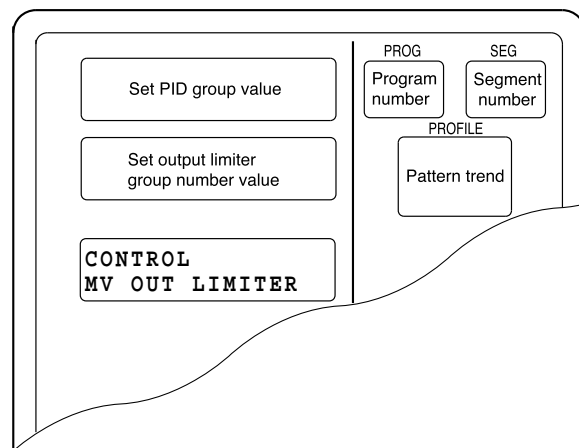 Set PID group value
Set output limiter
group number value
CONTROL
MV OUT LIMITER
PROG
SEG
Program
number
Segment
number
PROFILE
Pattern trend